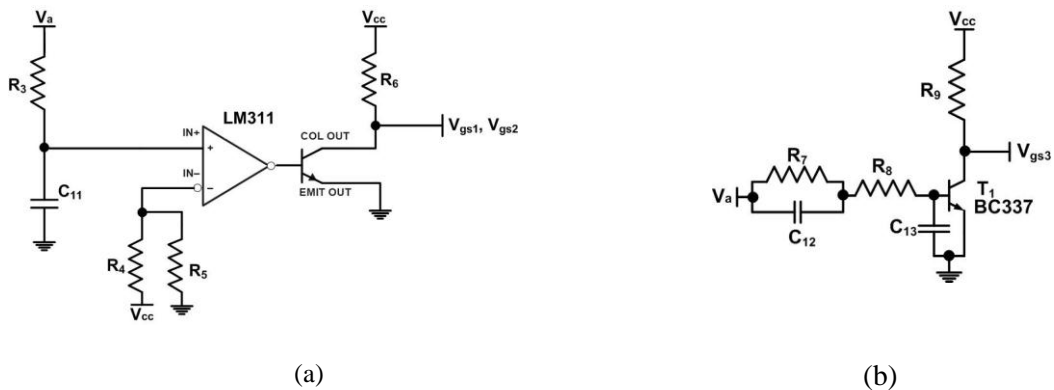 Va
R3
IN+
LM311
+
IN−
−
C11
R4
R5
Vcc
Vcc
R6
COL OUT
EMIT OUT
Vgs1, Vgs2
(a)
Vcc
R9
Vgs3
R7
R8
Va
C12
C13
T1
BC337
(b)